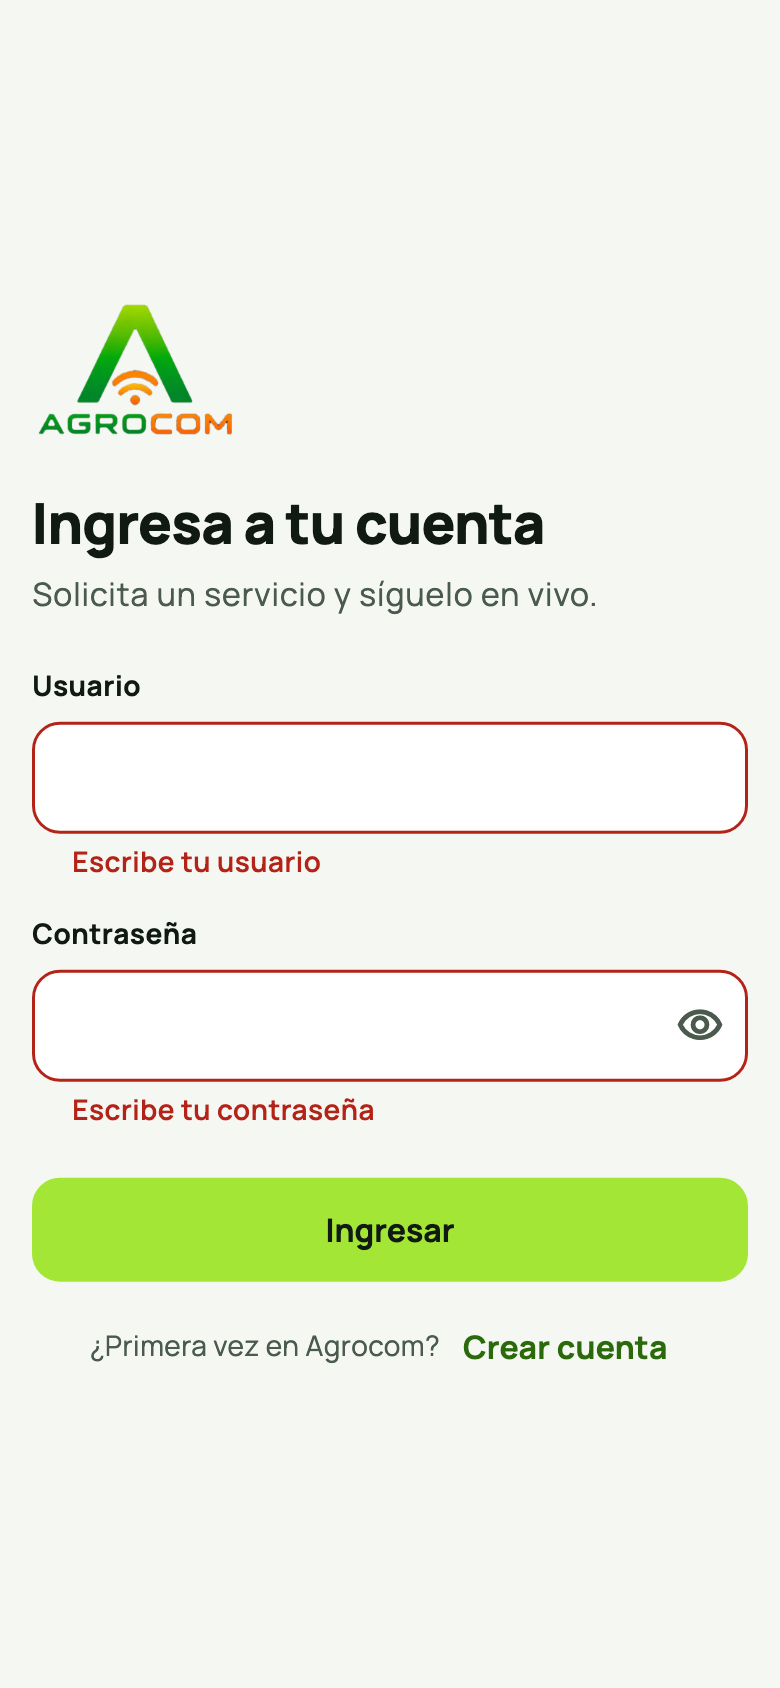 AGROCOM
Ingresa a tu cuenta
Solicita un servicio y síguelo en vivo.
Usuario
Escribe tu usuario
Contraseña
Escribe tu contraseña
Ingresar
¿Primera vez en Agrocom? Crear cuenta